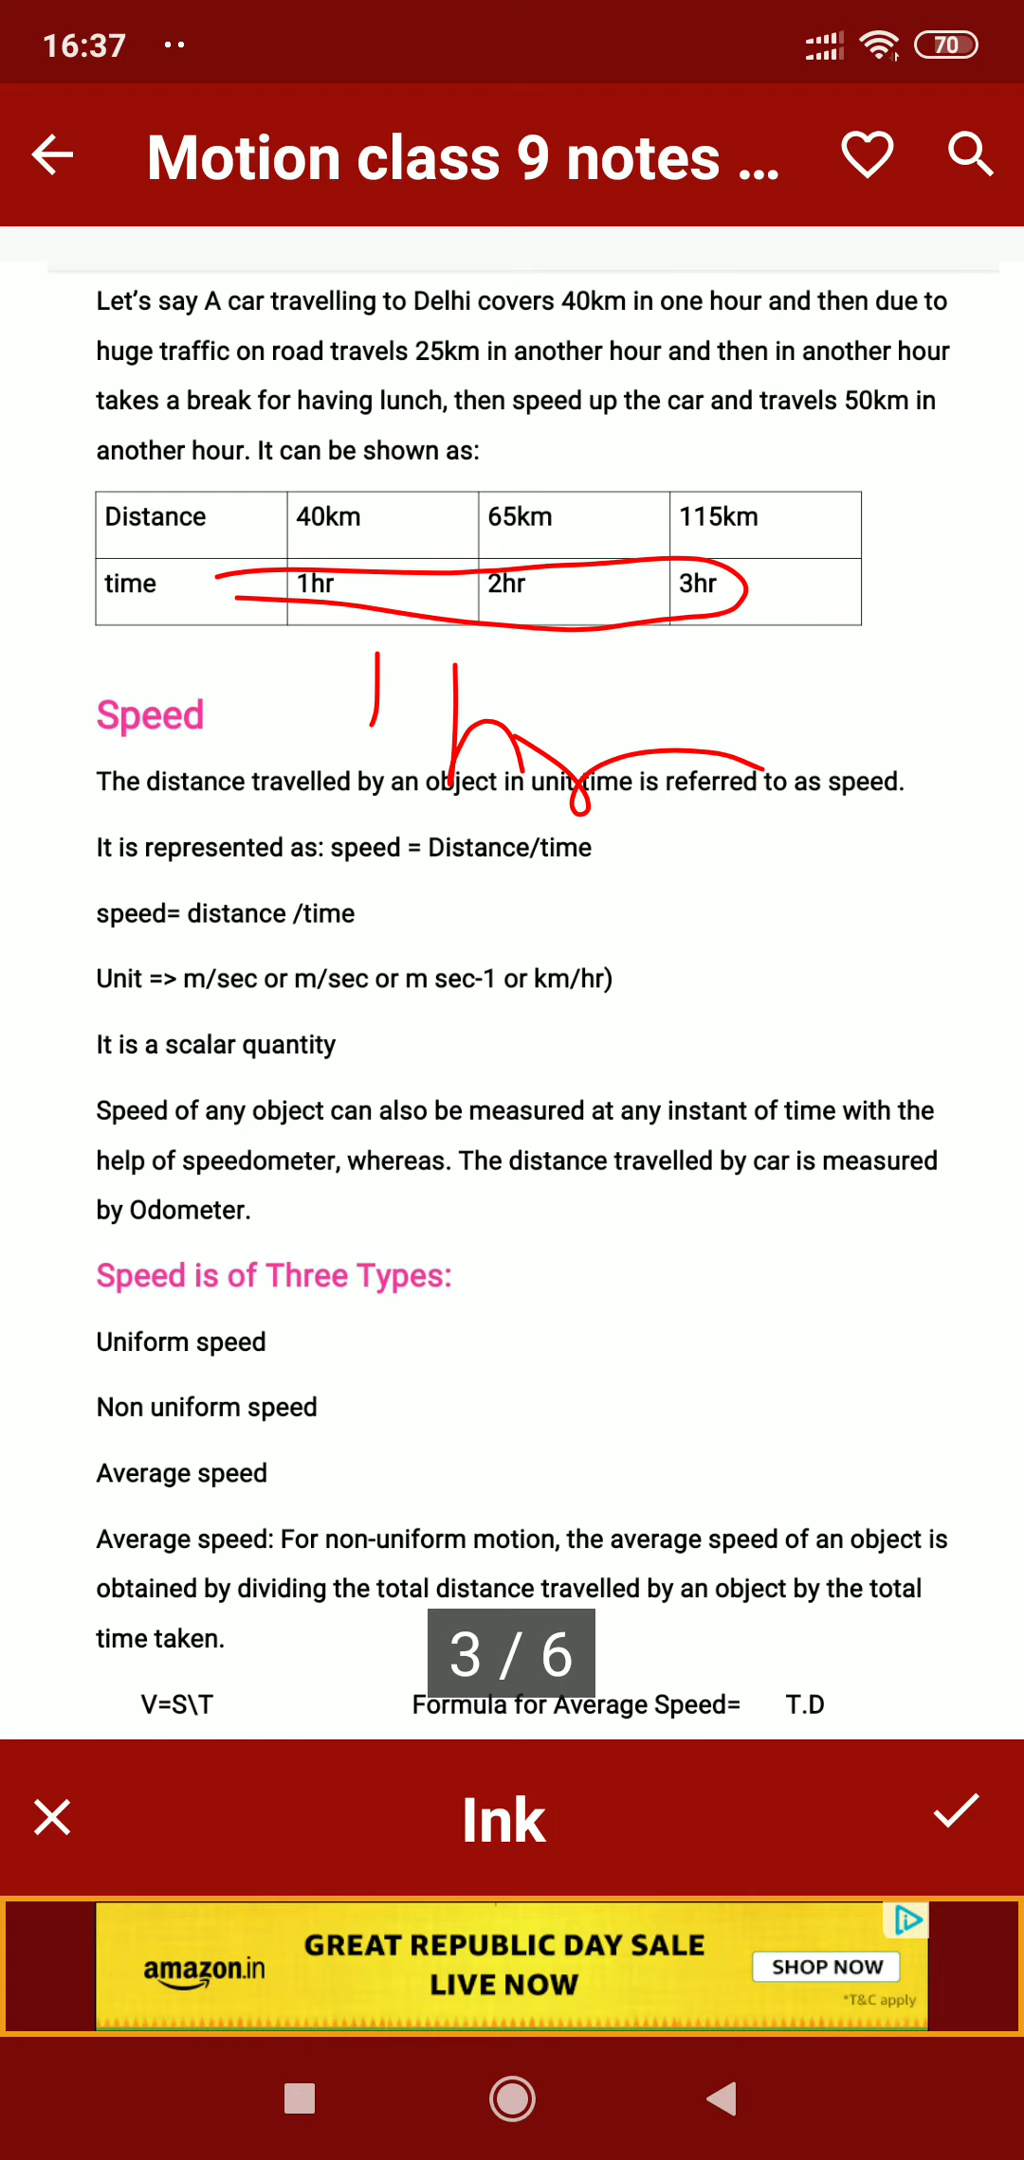 16:37
70
Motion class 9 notes ...
Let's say A car travelling to Delhi covers 40km in one hour and then due to
huge traffic on road travels 25km in another hour and then in another hour
takes a break for having lunch, then speed up the car and travels 50km in
another hour. It can be shown as:
Distance 40km 65km 115km
time 1hr 2hr 3hr
1 hr
Speed
The distance travelled by an object in unit time is referred to as speed.
It is represented as: speed = Distance/time
speed= distance /time
Unit => m/sec or m/sec or m sec-1 or km/hr)
It is a scalar quantity
Speed of any object can also be measured at any instant of time with the
help of speedometer, whereas. The distance travelled by car is measured
by Odometer.
Speed is of Three Types:
Uniform speed
Non uniform speed
Average speed
Average speed: For non-uniform motion, the average speed of an object is
obtained by dividing the total distance travelled by an object by the total
time taken.
3 / 6
V=S\T Formula for Average Speed= T.D
Ink
amazon.in
GREAT REPUBLIC DAY SALE
LIVE NOW
SHOP NOW
*T&C apply